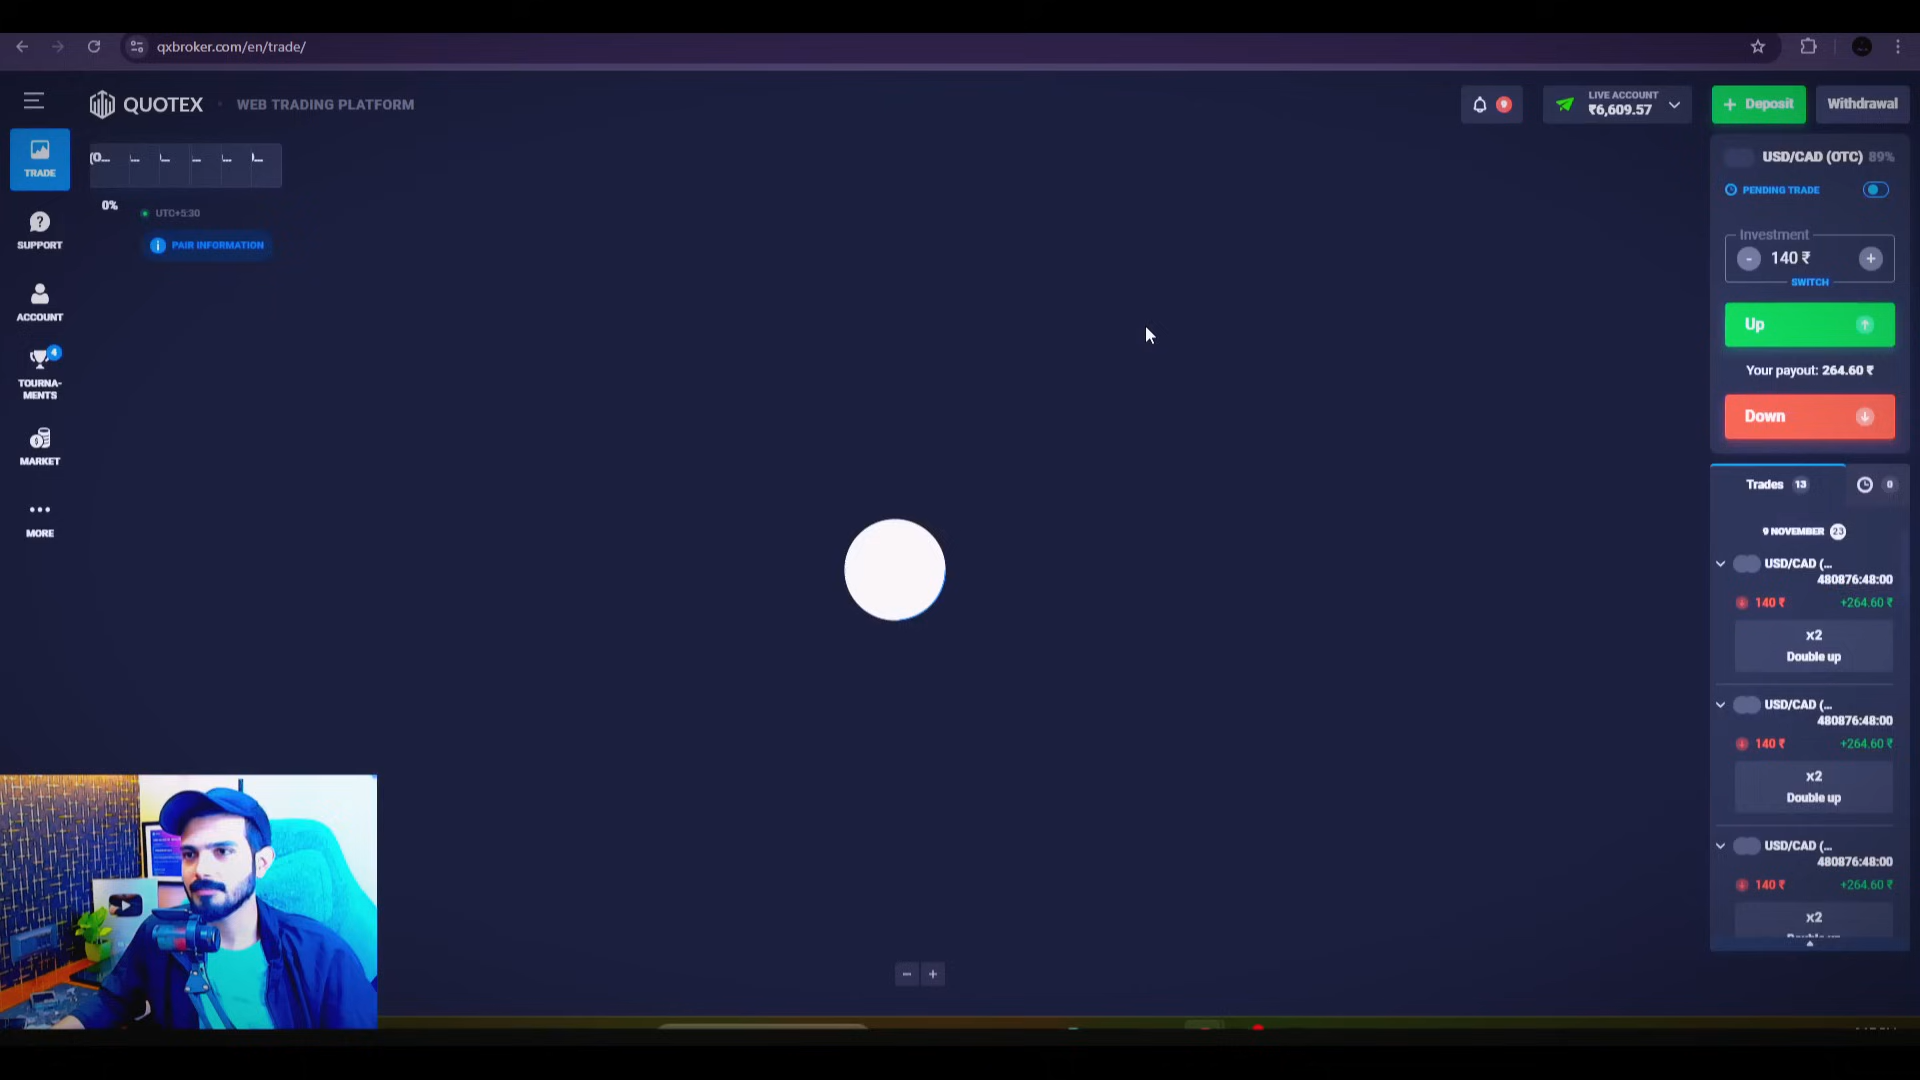 qxbroker.com/en/trade/
QUOTEX
WEB TRADING PLATFORM
9
LIVE ACCOUNT
₹6,609.57
+ Deposit
Withdrawal
TRADE
0%
UTC+5:30
PAIR INFORMATION
SUPPORT
ACCOUNT
4
TOURNA-
MENTS
MARKET
MORE
USD/CAD (OTC) 89%
PENDING TRADE
Investment
- 140 ₹ +
SWITCH
Up
Your payout: 264.60 ₹
Down
Trades 13
0
9 NOVEMBER 23
USD/CAD (...
480876:48:00
140 ₹ +264.60 ₹
x2
Double up
USD/CAD (...
480876:48:00
140 ₹ +264.60 ₹
x2
Double up
USD/CAD (...
480876:48:00
140 ₹ +264.60 ₹
x2
- +